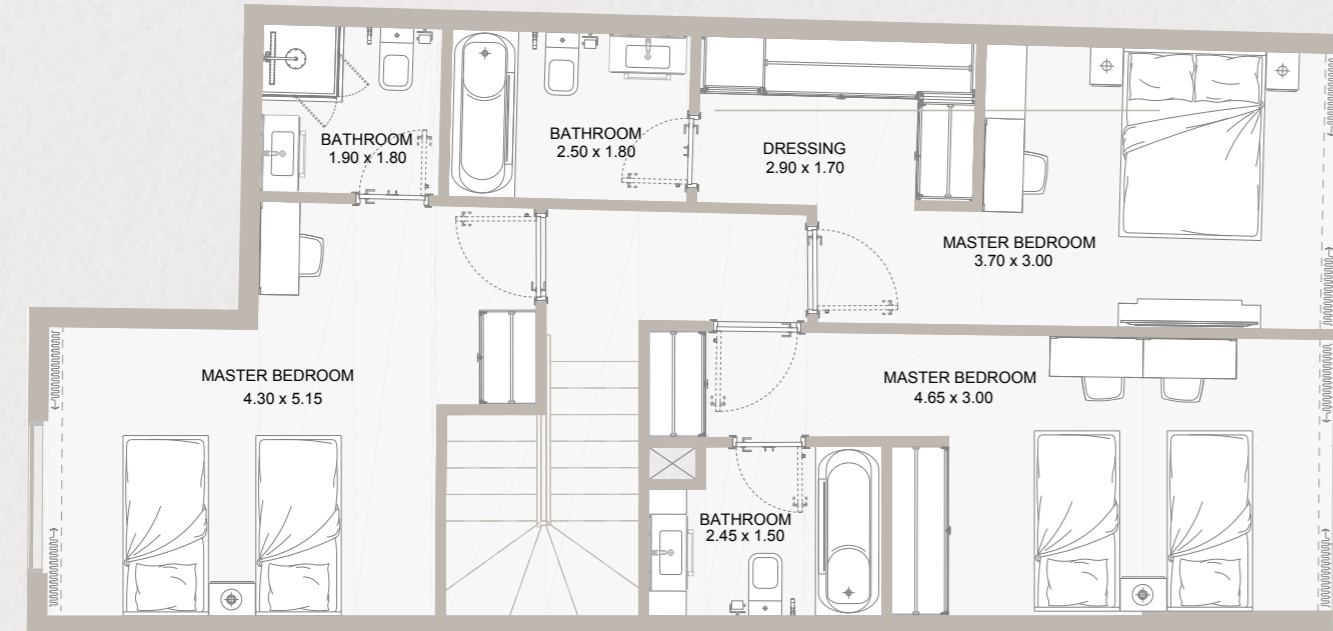 BATHROOM
1.90 x 1.80
BATHROOM
2.50 x 1.80
DRESSING
2.90 x 1.70
MASTER BEDROOM
3.70 x 3.00
MASTER BEDROOM
4.30 x 5.15
MASTER BEDROOM
4.65 x 3.00
BATHROOM
2.45 x 1.50